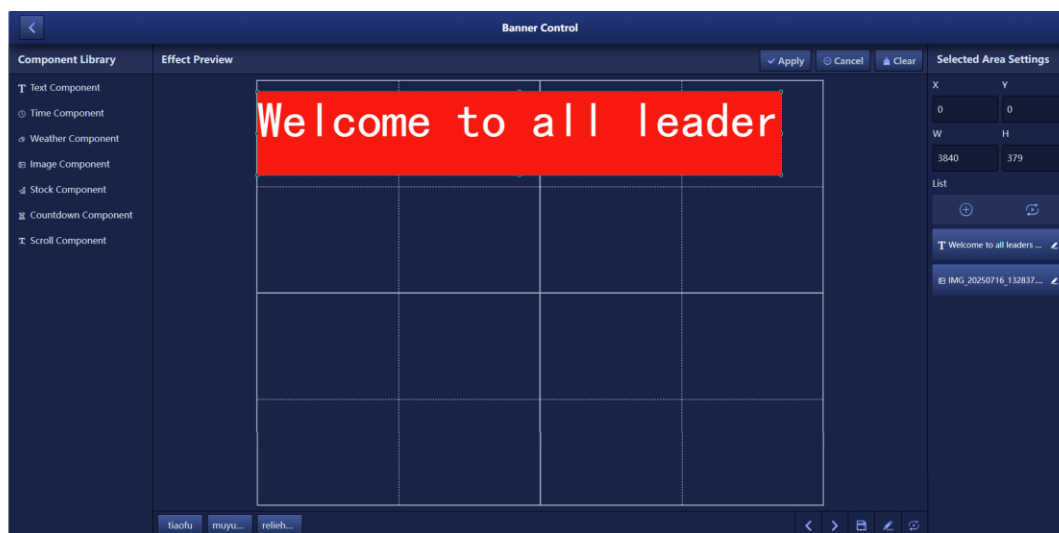 Banner Control
Component Library
Effect Preview
Apply
Cancel
Clear
Selected Area Settings
Text Component
Time Component
Weather Component
Image Component
Stock Component
Countdown Component
Scroll Component
Welcome to all leader
X Y
0 0
W H
3840 379
List
Welcome to all leaders ...
IMG_20250716_132837....
tiaofu muyu... relieh...